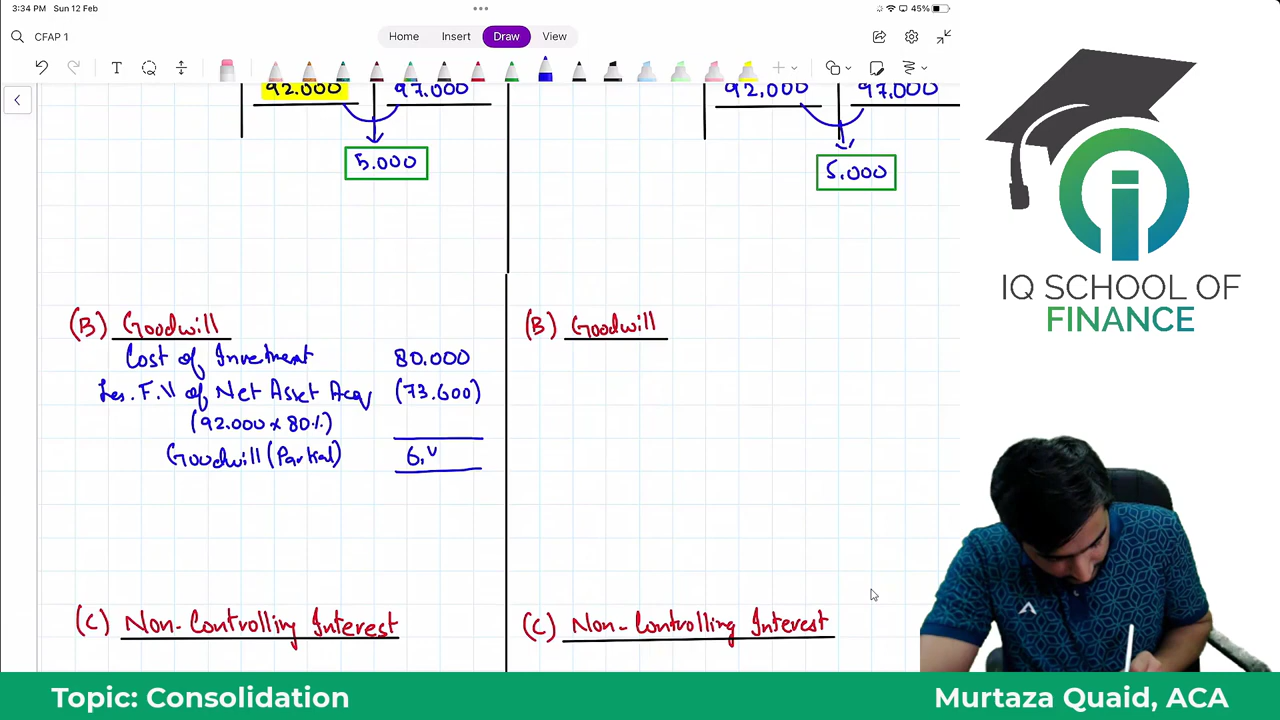 3:34 PM Sun 12 Feb
45%
CFAP 1
Home Insert Draw View
T
92.000 97.000
5.000
92,000 97,000
5.000
(B) Goodwill
Cost of Investment 80.000
Les. F.V of Net Asset Acq (73.600)
(92.000 x 80%)
Goodwill (Partial) 6.
(C) Non-Controlling Interest
(B) Goodwill
(C) Non-Controlling Interest
IQ SCHOOL OF
FINANCE
Topic: Consolidation
Murtaza Quaid, ACA